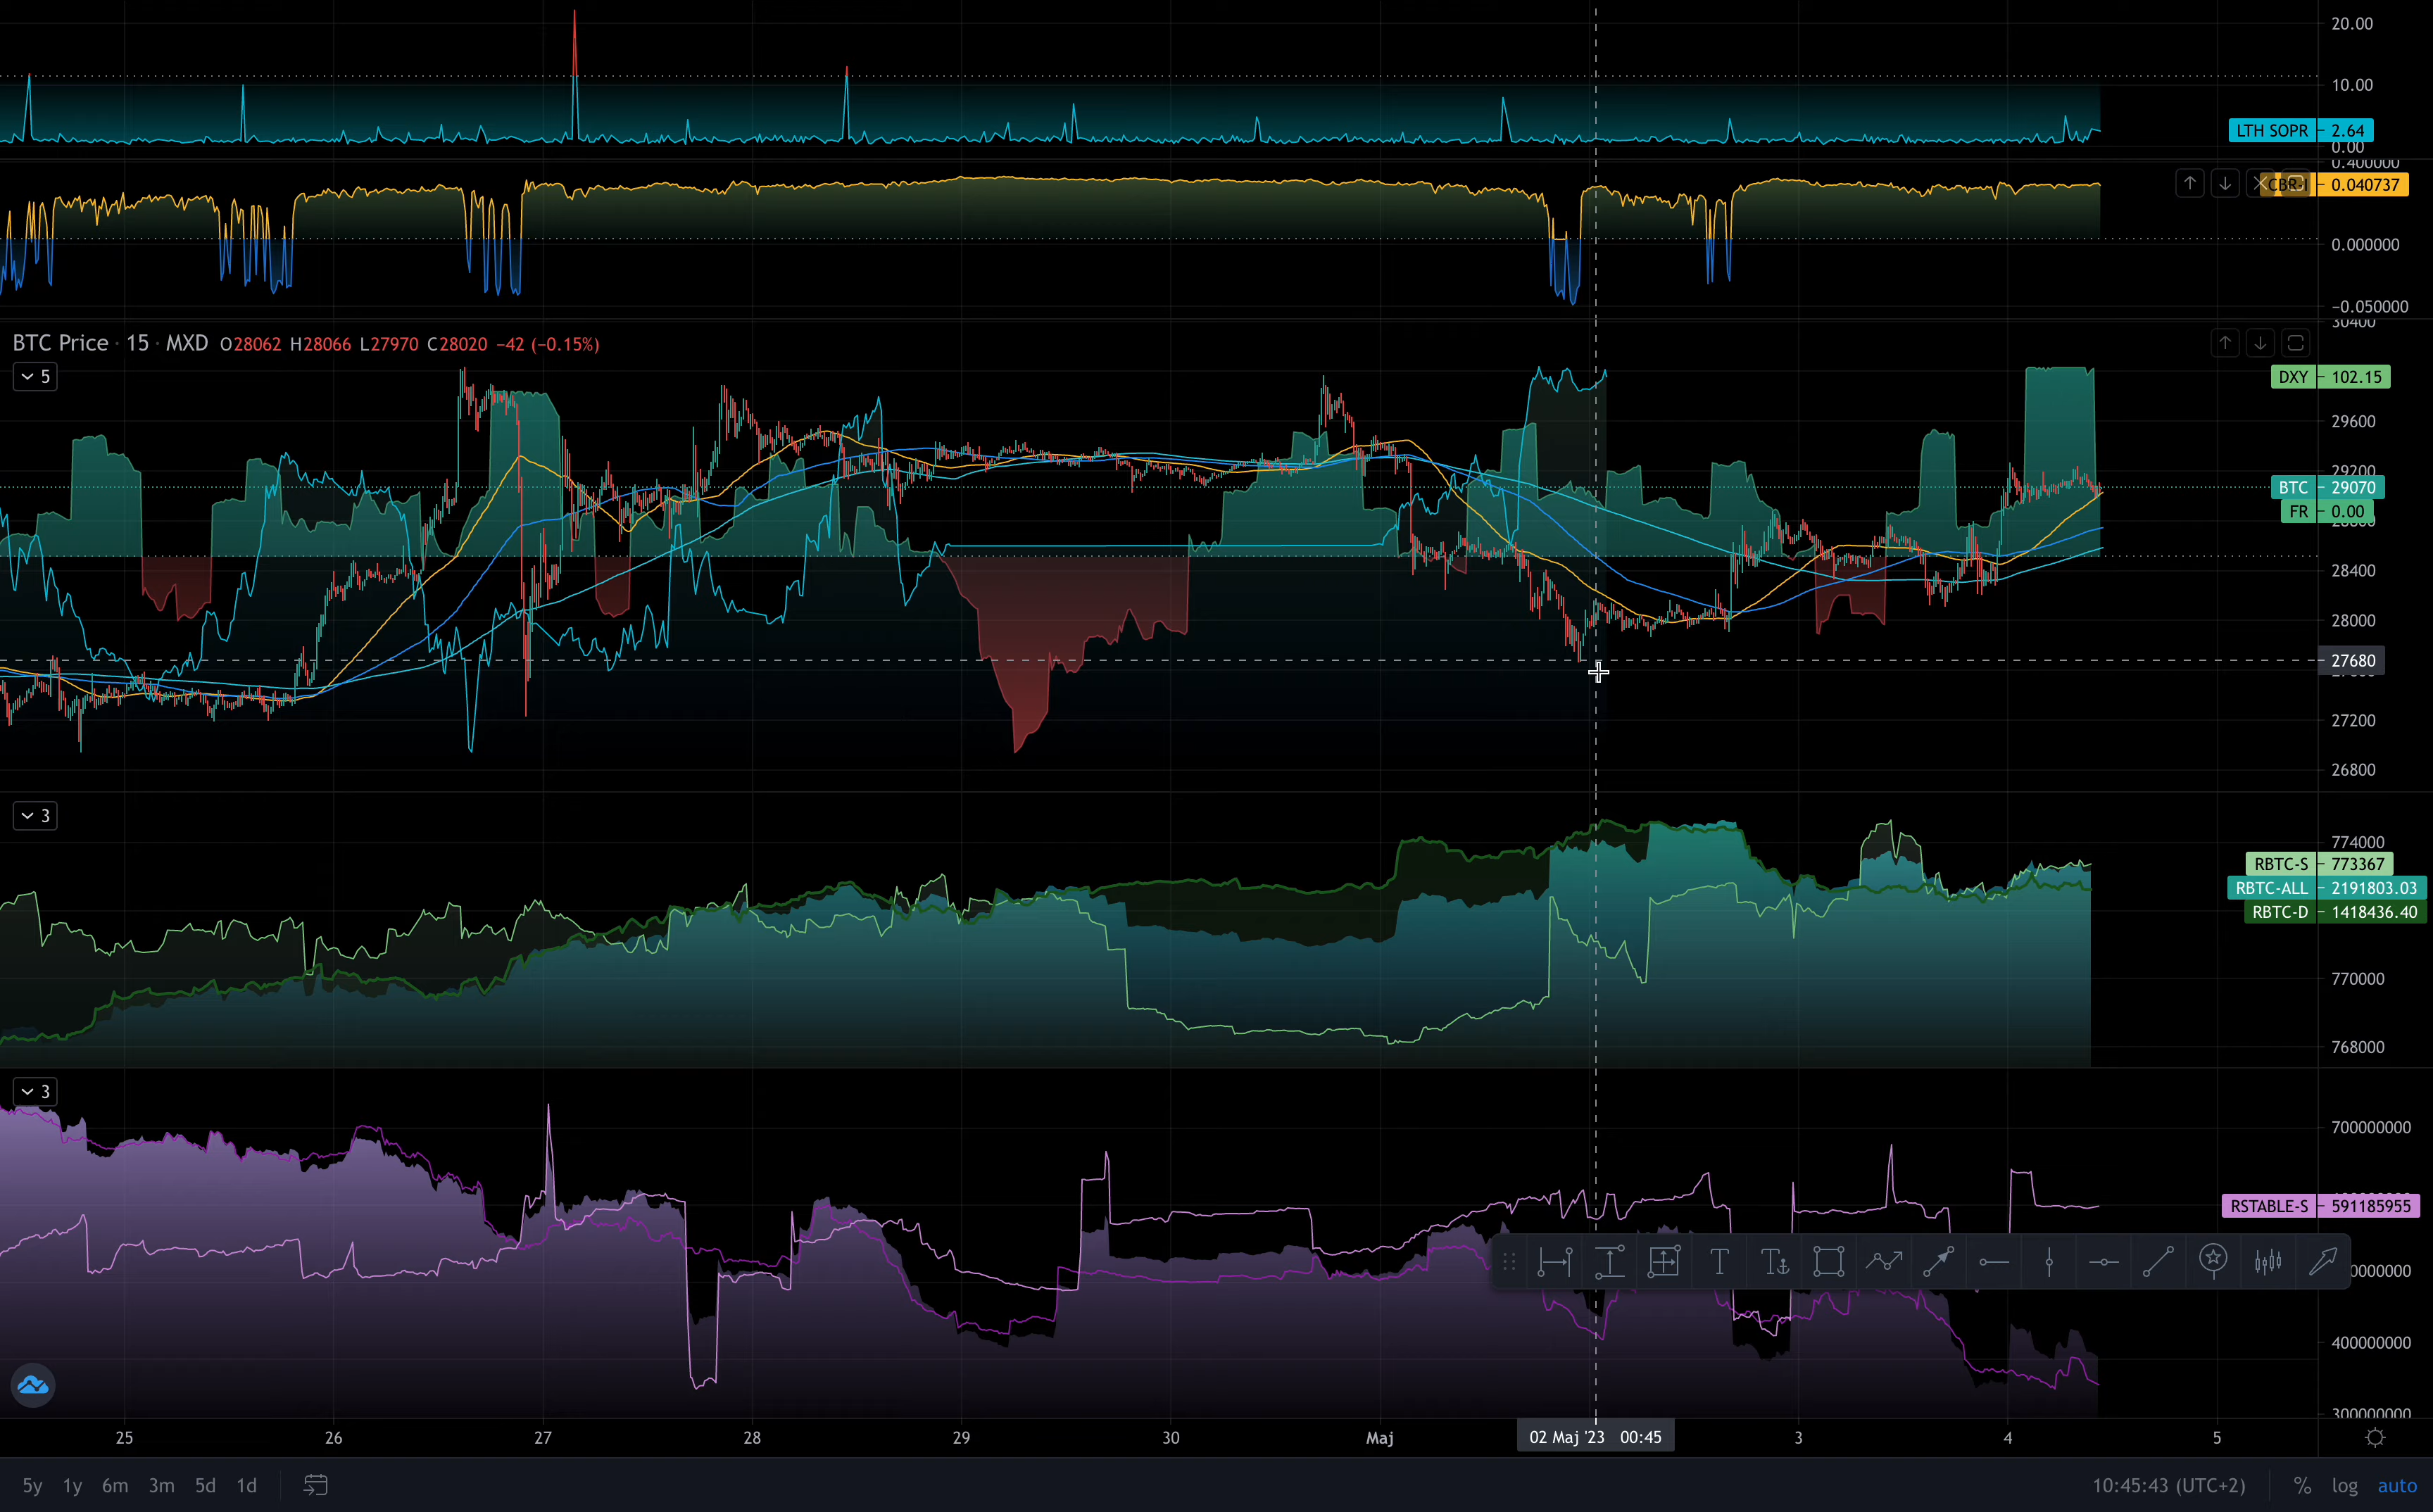 20.00
10.00
LTH SOPR 2.64
0.00
0.400000
CBR-I 0.040737
0.000000
−0.050000
30400
BTC Price · 15 · MXD O28062 H28066 L27970 C28020 −42 (−0.15%)
5
DXY 102.15
29600
29200
BTC 29070
FR 0.00
28800
28400
28000
27680
27200
26800
3
774000
RBTC-S 773367
RBTC-ALL 2191803.03
RBTC-D 1418436.40
770000
768000
3
700000000
RSTABLE-S 591185955
400000000
300000000
25 26 27 28 29 30 Maj 02 Maj '23 00:45 3 4 5
5y 1y 6m 3m 5d 1d 10:45:43 (UTC+2) % log auto